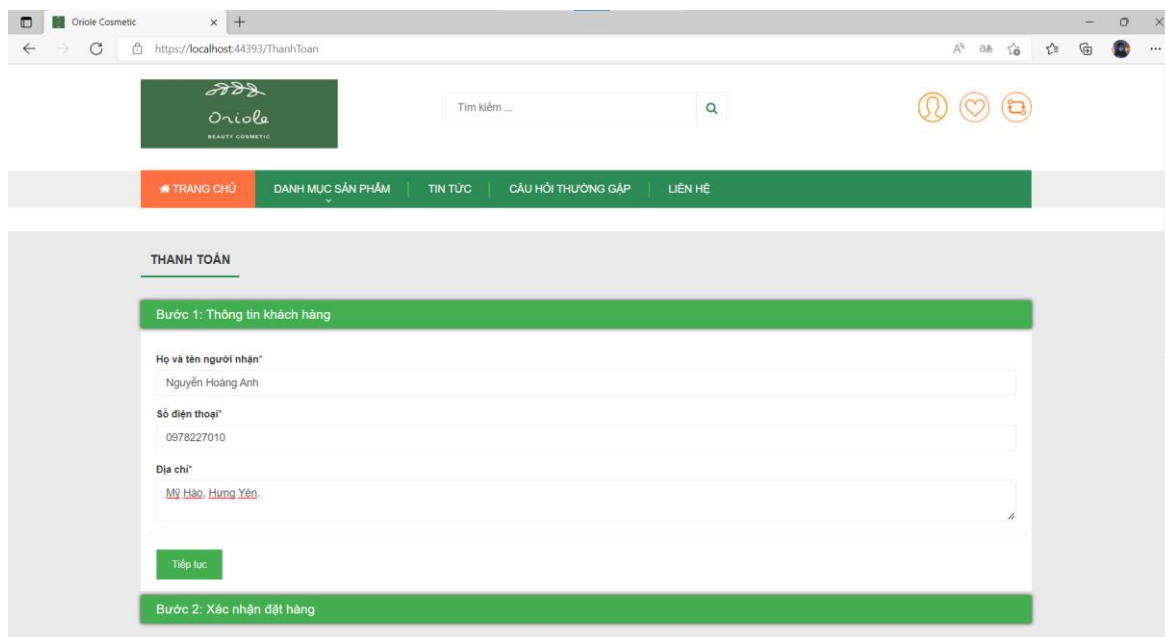 Oriole Cosmetic
https://localhost:44393/ThanhToan
Oriole
BEAUTY COSMETIC
Tìm kiếm ...
TRANG CHỦ DANH MỤC SẢN PHẨM TIN TỨC CÂU HỎI THƯỜNG GẶP LIÊN HỆ
THANH TOÁN
Bước 1: Thông tin khách hàng
Họ và tên người nhận*
Nguyễn Hoàng Anh
Số điện thoại*
0978227010
Địa chỉ*
Mỹ Hào, Hưng Yên.
Tiếp tục
Bước 2: Xác nhận đặt hàng